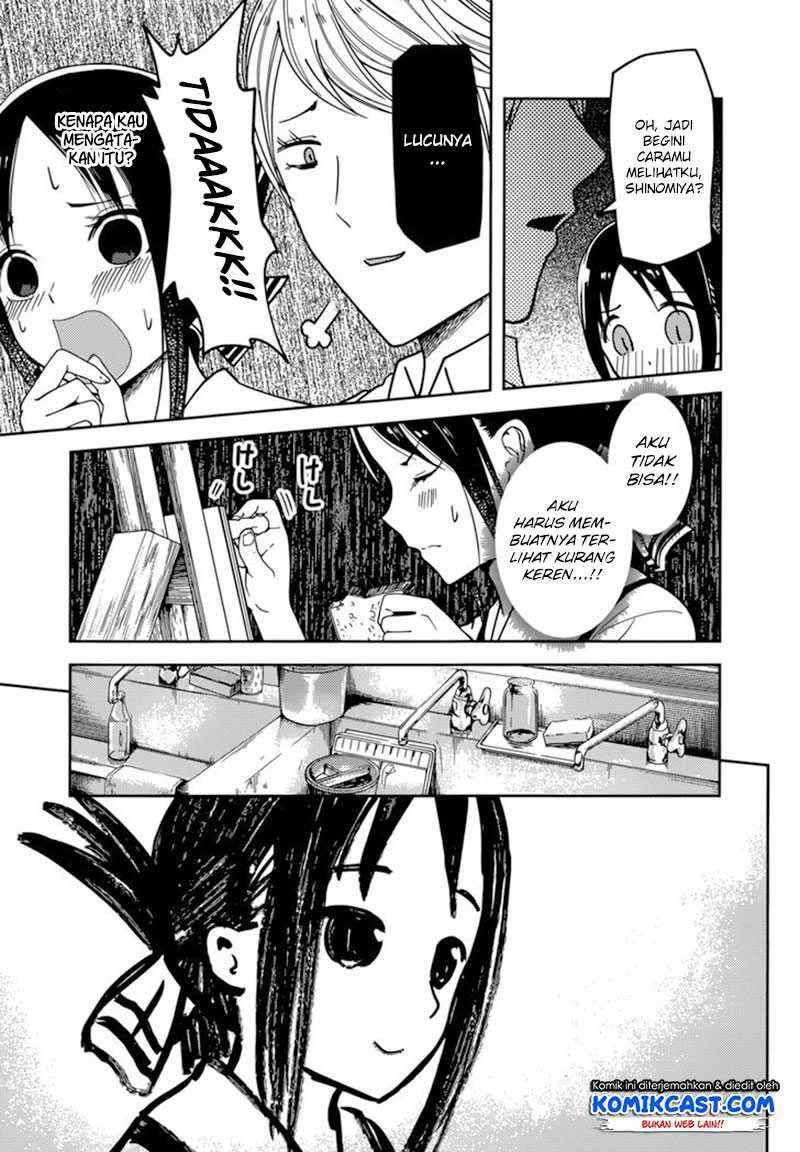 OH, JADI
BEGINI
CARAMU
MELIHATKU,
SHINOMIYA?
LUCUNYA
...
TIDAAAKKK!!
KENAPA KAU
MENGATA-
KAN ITU?
AKU
TIDAK
BISA!!
AKU
HARUS MEM-
BUATNYA TER-
LIHAT KURANG
KEREN...!!
けし
けし
Komik ini diterjemahkan & diedit oleh
KOMIKCAST.COM
BUKAN WEB LAIN!!